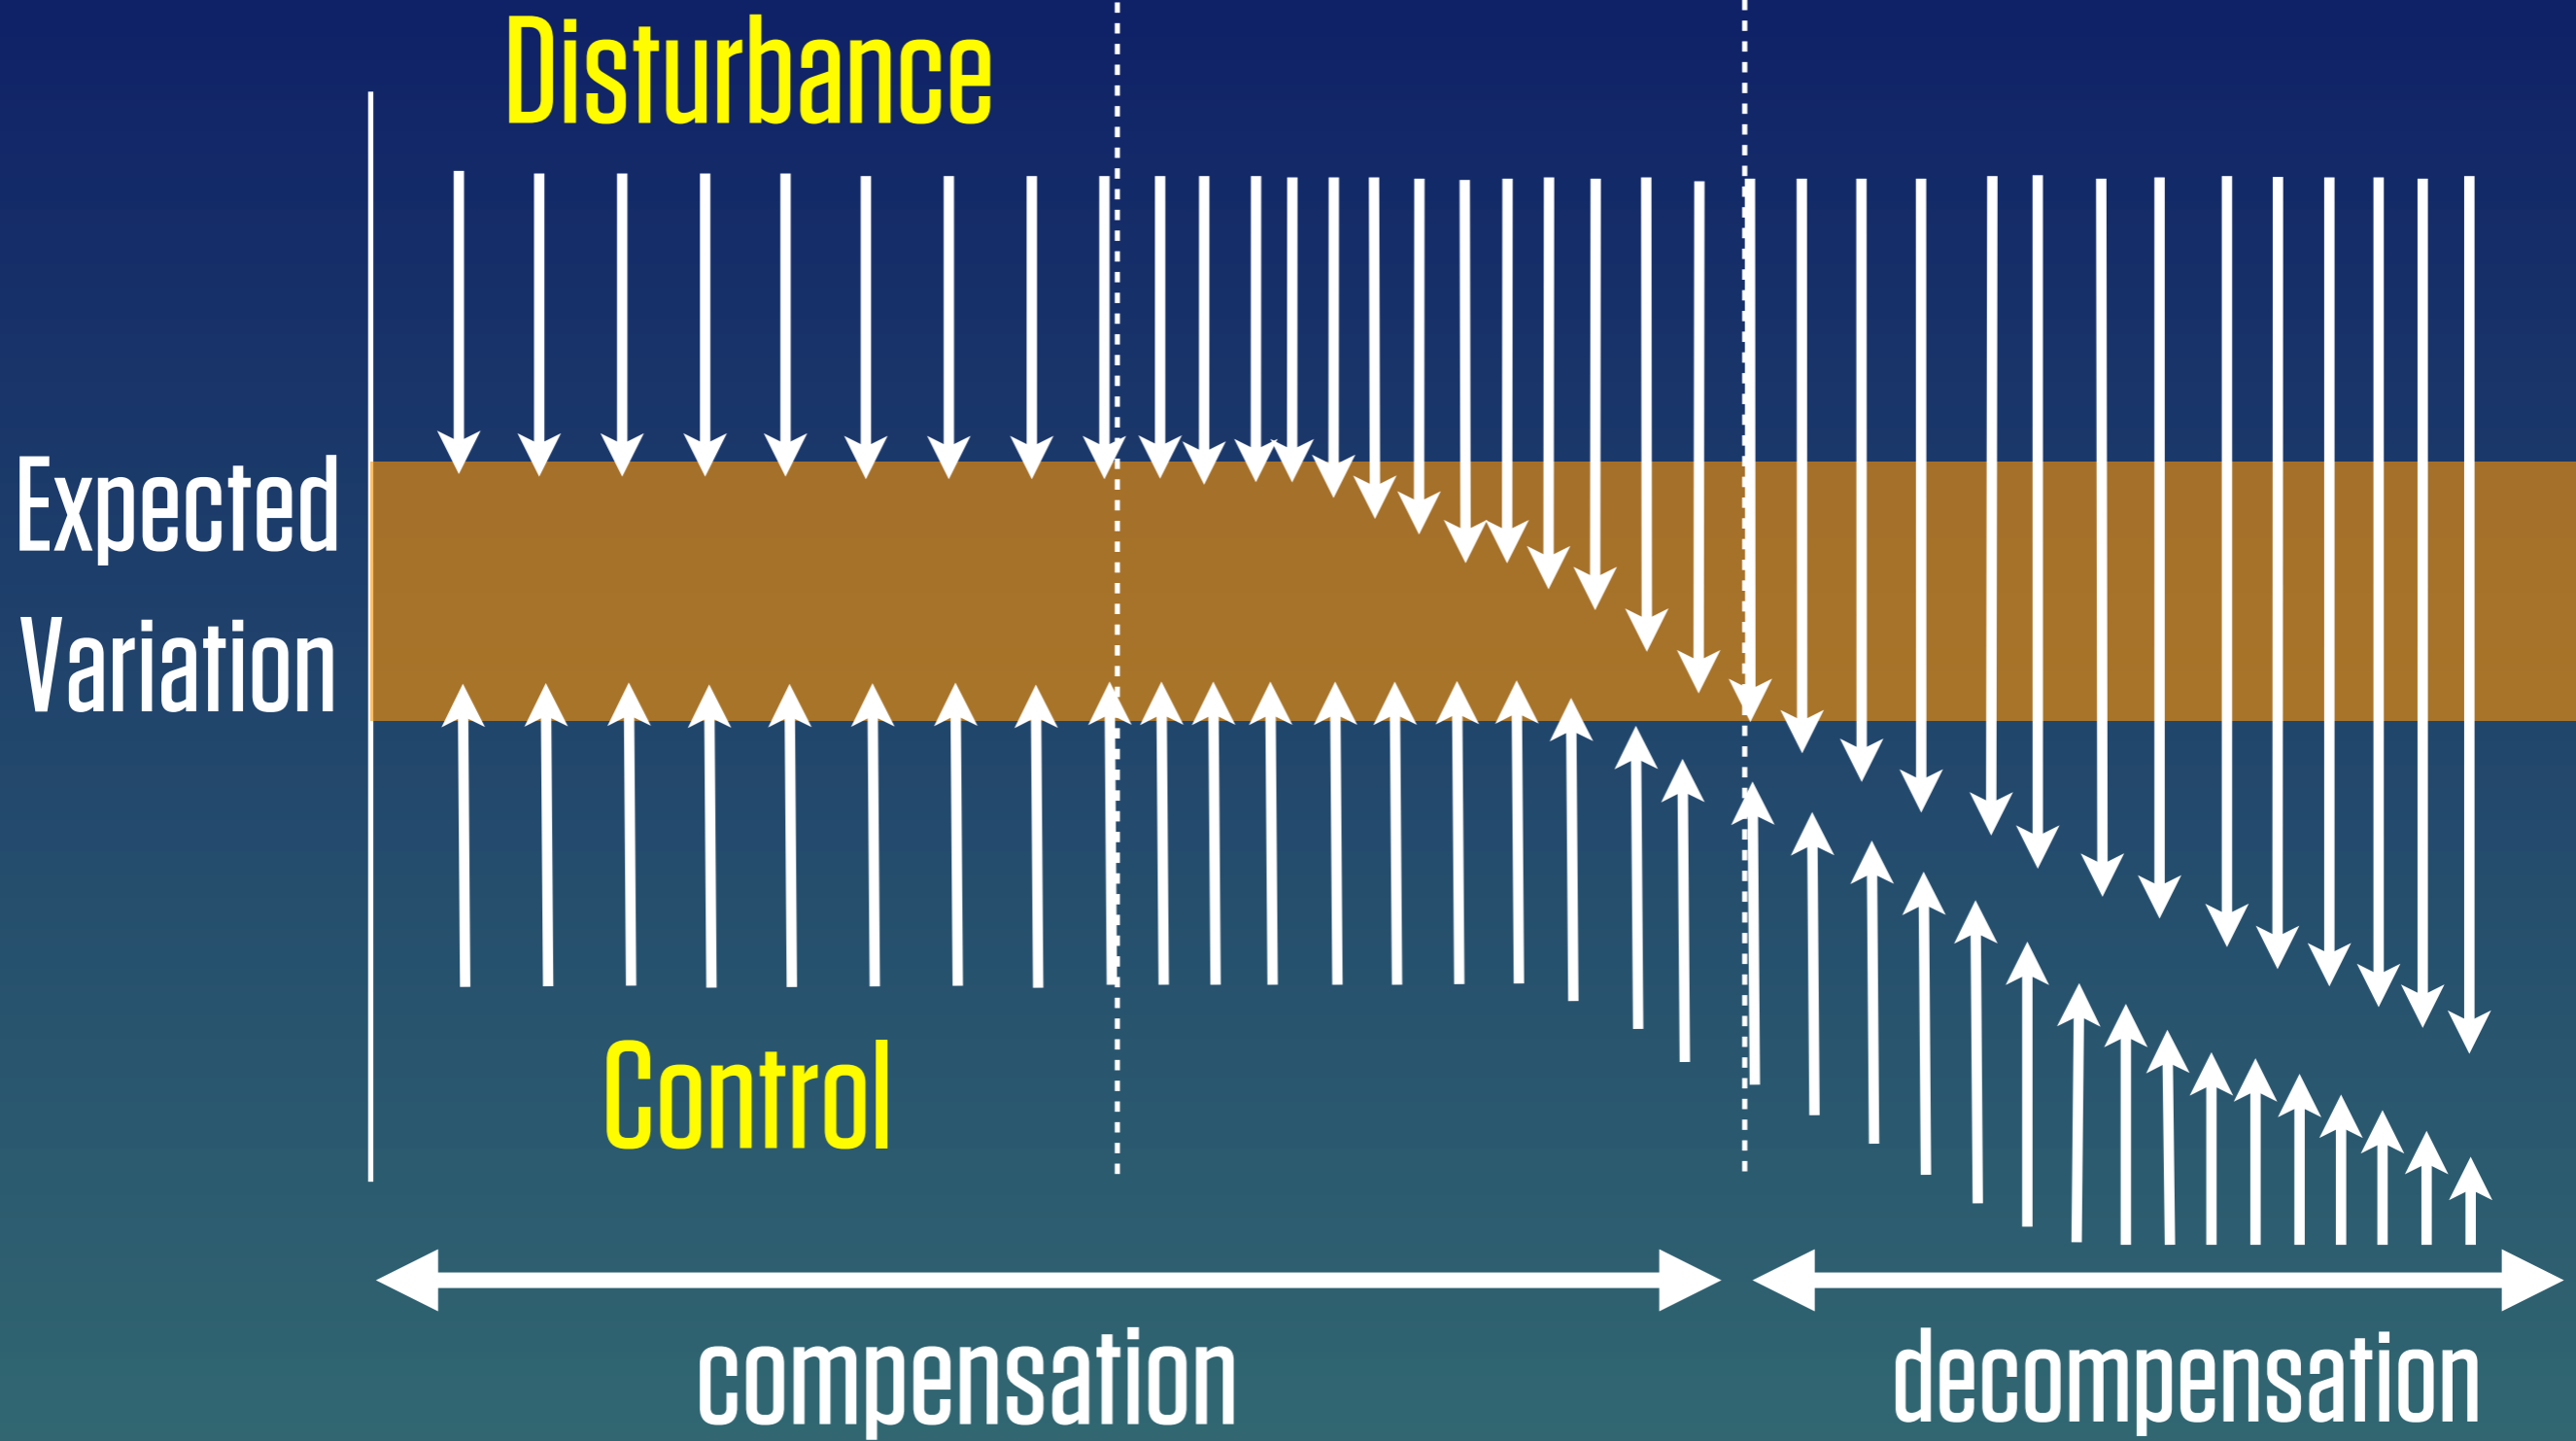 Disturbance
Expected
Variation
Control
compensation
decompensation